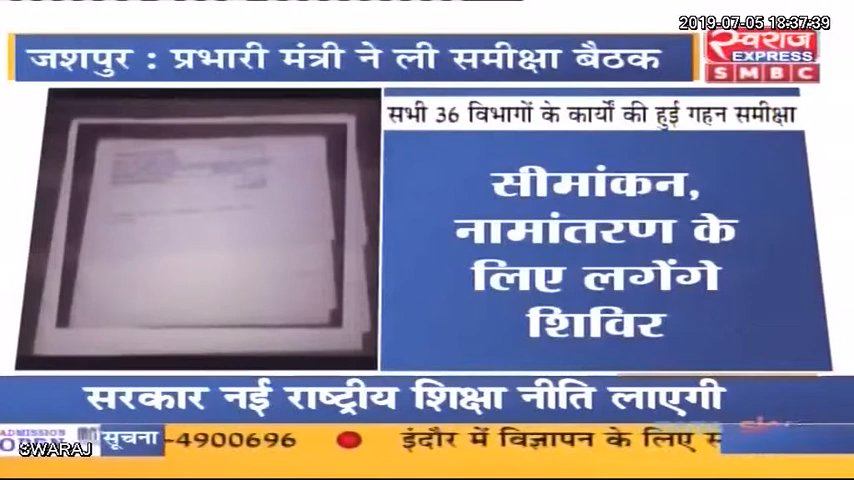 2019-07-05 18:37:39
स्वराज
EXPRESS
SMBC
जशपुर : प्रभारी मंत्री ने ली समीक्षा बैठक
सभी 36 विभागों के कार्यों की हुई गहन समीक्षा
सीमांकन,
नामांतरण के
लिए लगेंगे
शिविर
सरकार नई राष्ट्रीय शिक्षा नीति लाएगी
ADMISSION
OPEN
SWARAJ
सूचना
-4900696
इंदौर में विज्ञापन के लिए